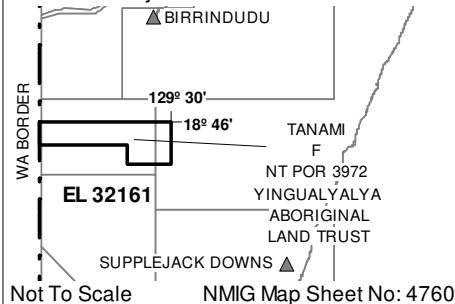 BIRRINDUDU
129º 30'
18º 46'
WA BORDER
TANAMI
F
NT POR 3972
YINGUALYALYA
ABORIGINAL
LAND TRUST
EL 32161
SUPPLEJACK DOWNS
Not To Scale
NMIG Map Sheet No: 4760